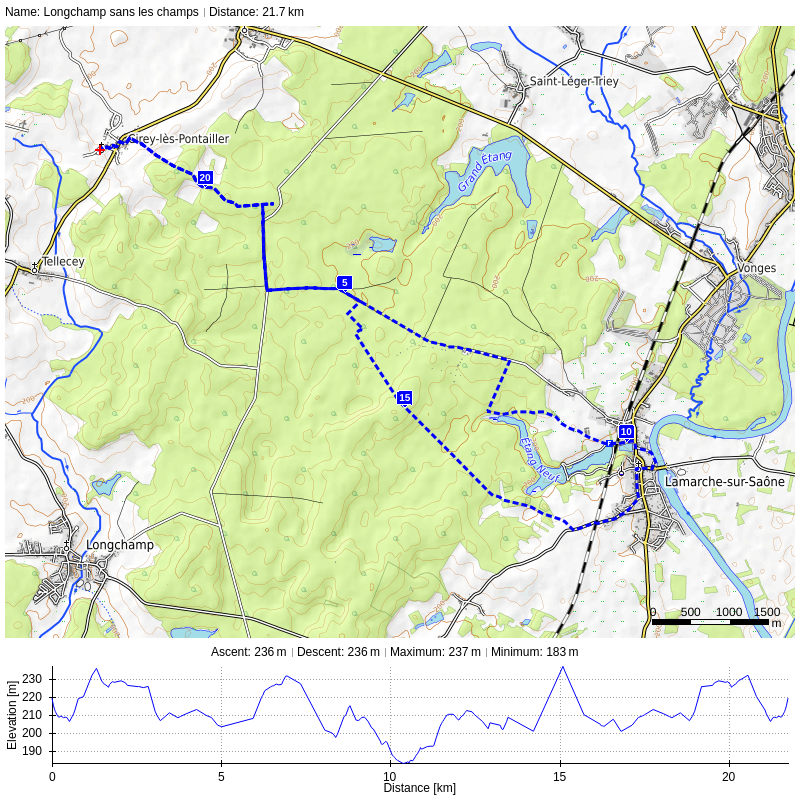 Name: Longchamp sans les champs | Distance: 21.7 km
Saint-Léger-Triey
Cirey-lès-Pontailler
Grand Étang
20
Tellecey
Vonges
5
15
10
Étang Neuf
Lamarche-sur-Saône
Longchamp
0 500 1000 1500 m
Ascent: 236 m | Descent: 236 m | Maximum: 237 m | Minimum: 183 m
Elevation [m]
230
220
210
200
190
0 5 10 15 20
Distance [km]